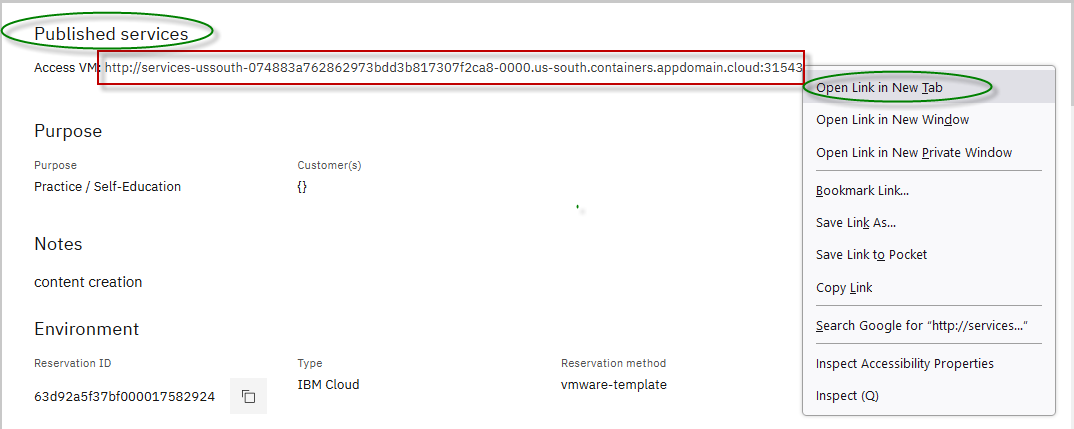 Published services
Access VM: http://services-ussouth-074883a762862973bdd3b817307f2ca8-0000.us-south.containers.appdomain.cloud:31543
Open Link in New Tab
Open Link in New Window
Open Link in New Private Window
Bookmark Link...
Save Link As...
Save Link to Pocket
Copy Link
Search Google for “http://services...”
Inspect Accessibility Properties
Inspect (Q)
Purpose
Purpose Customer(s)
Practice / Self-Education {}
Notes
content creation
Environment
Reservation ID Type Reservation method
63d92a5f37bf000017582924 IBM Cloud vmware-template